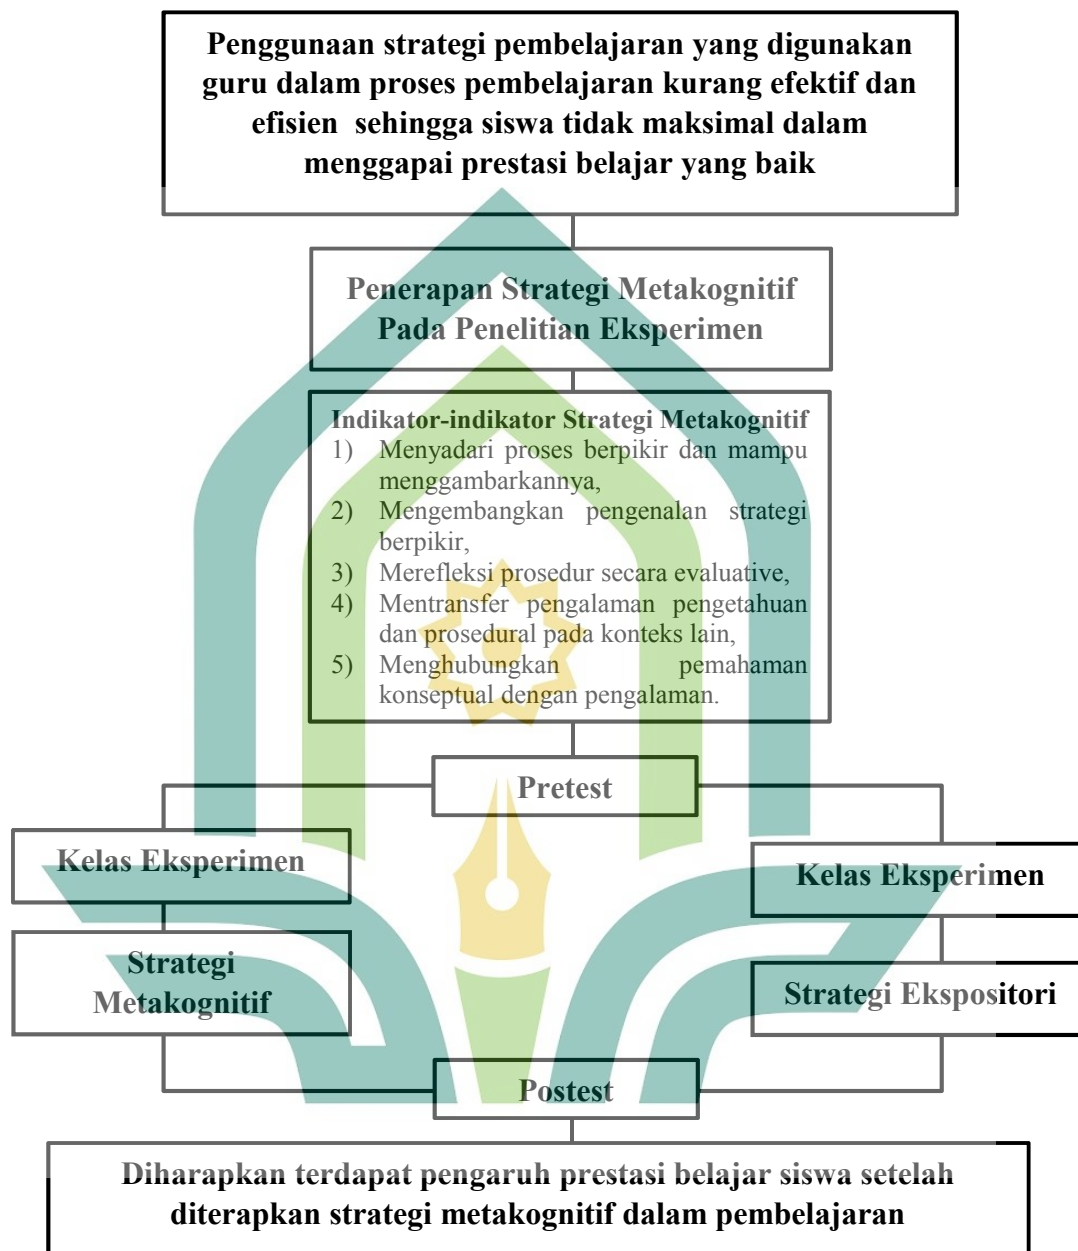 Penggunaan strategi pembelajaran yang digunakan
guru dalam proses pembelajaran kurang efektif dan
efisien sehingga siswa tidak maksimal dalam
menggapai prestasi belajar yang baik
Penerapan Strategi Metakognitif
Pada Penelitian Eksperimen
Indikator-indikator Strategi Metakognitif
1) Menyadari proses berpikir dan mampu
menggambarkannya,
2) Mengembangkan pengenalan strategi
berpikir,
3) Merefleksi prosedur secara evaluative,
4) Mentransfer pengalaman pengetahuan
dan prosedural pada konteks lain,
5) Menghubungkan pemahaman
konseptual dengan pengalaman.
Pretest
Kelas Eksperimen
Kelas Eksperimen
Strategi
Metakognitif
Strategi Ekspositori
Postest
Diharapkan terdapat pengaruh prestasi belajar siswa setelah
diterapkan strategi metakognitif dalam pembelajaran